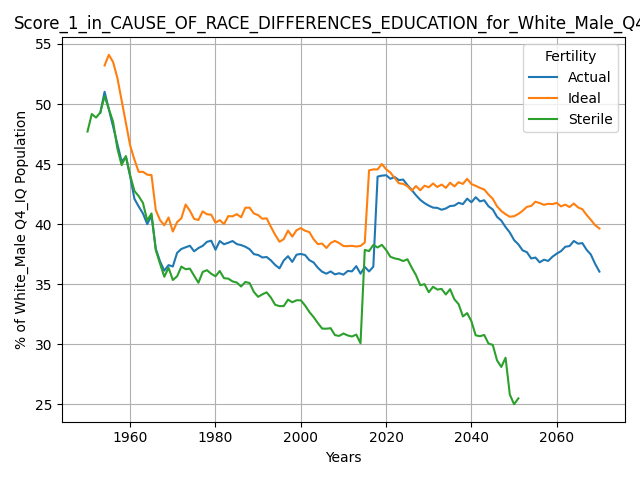 Score_1_in_CAUSE_OF_RACE_DIFFERENCES_EDUCATION_for_White_Male_Q4
Fertility
Actual
Ideal
Sterile
% of White_Male Q4_IQ Population
55
50
45
40
35
30
25
1960
1980
2000
2020
2040
2060
Years